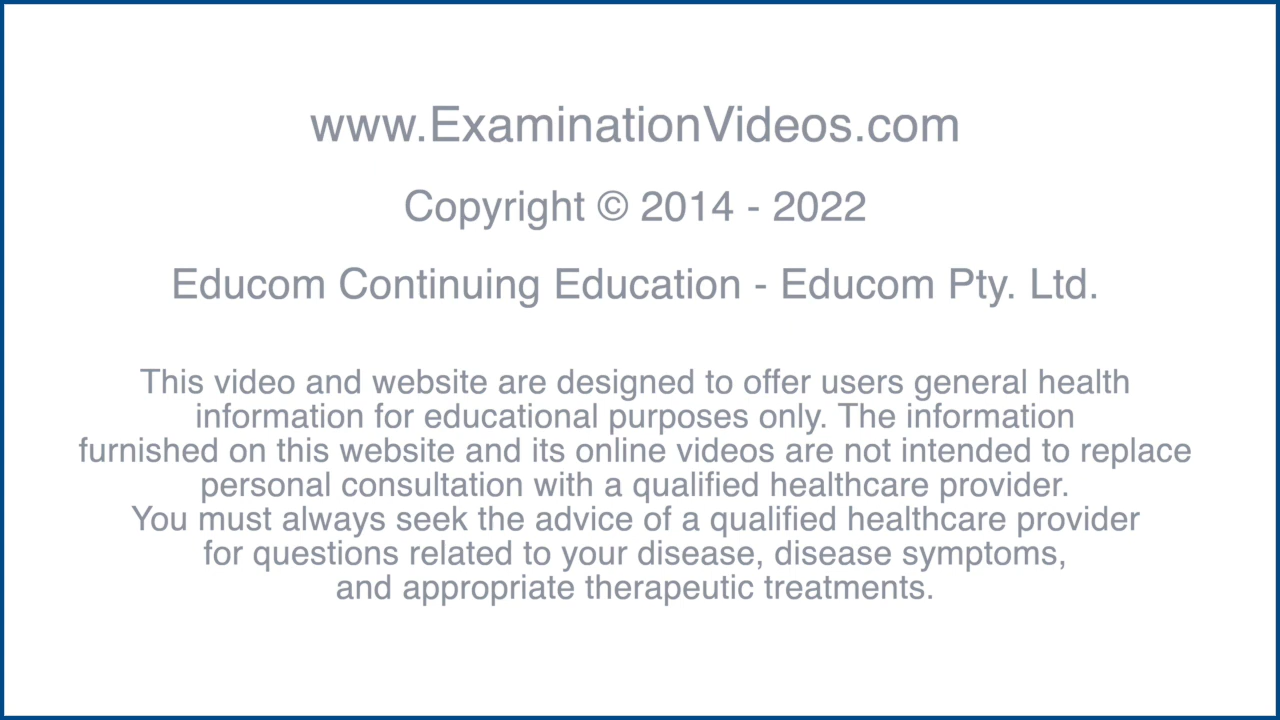 www.ExaminationVideos.com
Copyright © 2014 - 2022
Educom Continuing Education - Educom Pty. Ltd.
This video and website are designed to offer users general health
information for educational purposes only. The information
furnished on this website and its online videos are not intended to replace
personal consultation with a qualified healthcare provider.
You must always seek the advice of a qualified healthcare provider
for questions related to your disease, disease symptoms,
and appropriate therapeutic treatments.